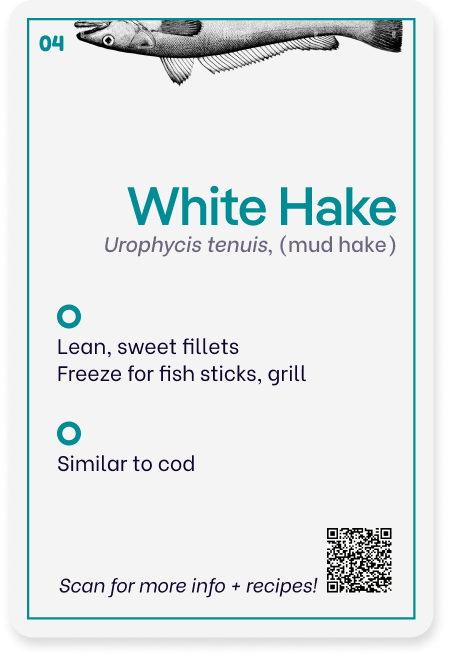 04
White Hake
Urophycis tenuis, (mud hake)
Lean, sweet fillets
Freeze for fish sticks, grill
Similar to cod
Scan for more info + recipes!